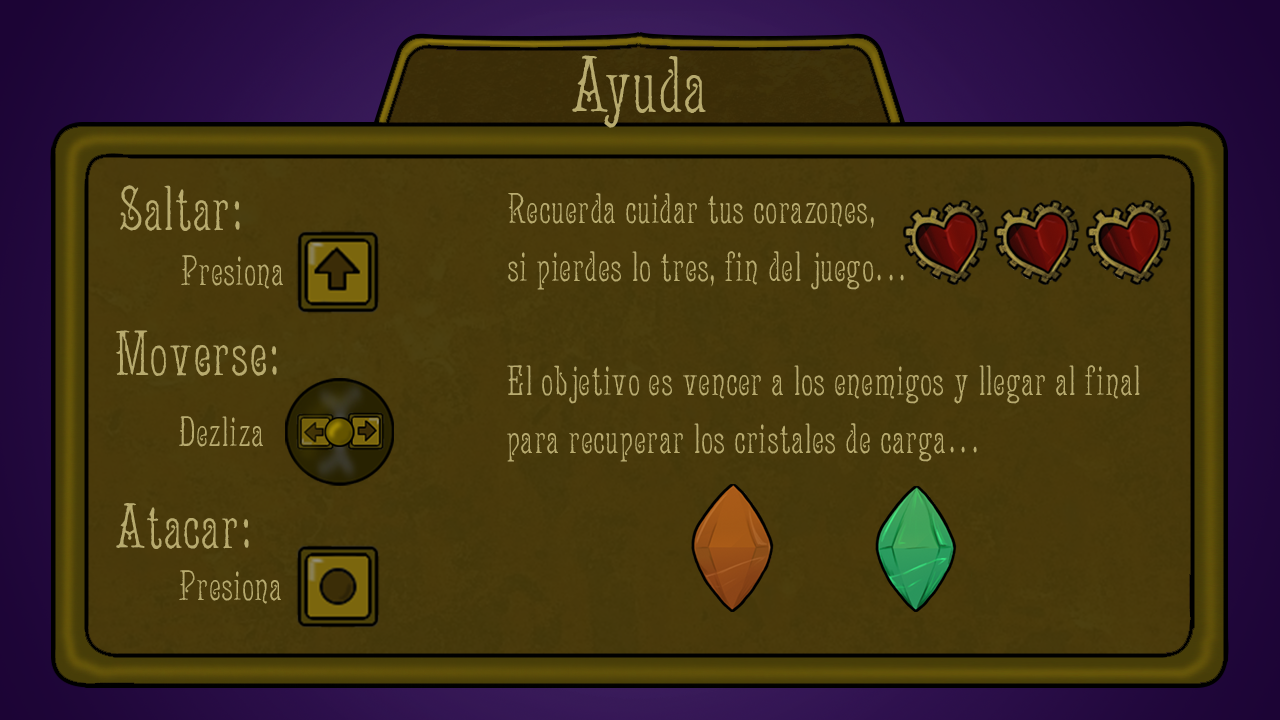 Ayuda
Saltar:
Presiona
Moverse:
Dezliza
Atacar:
Presiona
Recuerda cuidar tus corazones,
si pierdes lo tres, fin del juego...
El objetivo es vencer a los enemigos y llegar al final
para recuperar los cristales de carga...